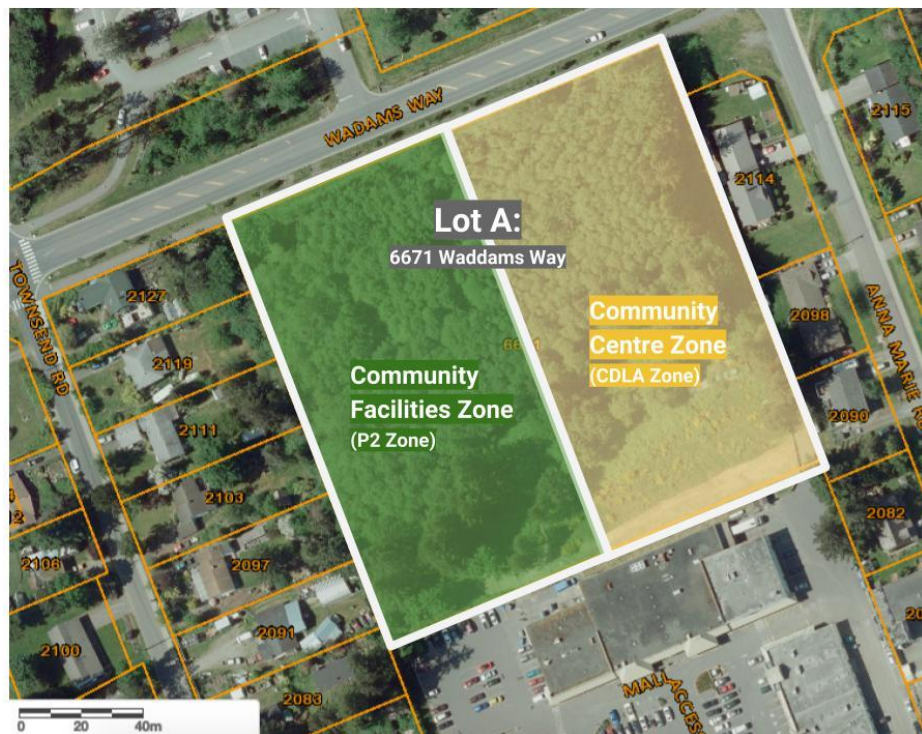 WADAMS WAY
2115
2114
Lot A:
6671 Waddams Way
TOWNSEND RD
2127
ANNA MARIE
2098
Community
Centre Zone
(CDLA Zone)
2119
Community
Facilities Zone
(P2 Zone)
2111
2090
2103
2082
2106
2097
2091
2100
2083
MALL ACCESS
0 20 40m